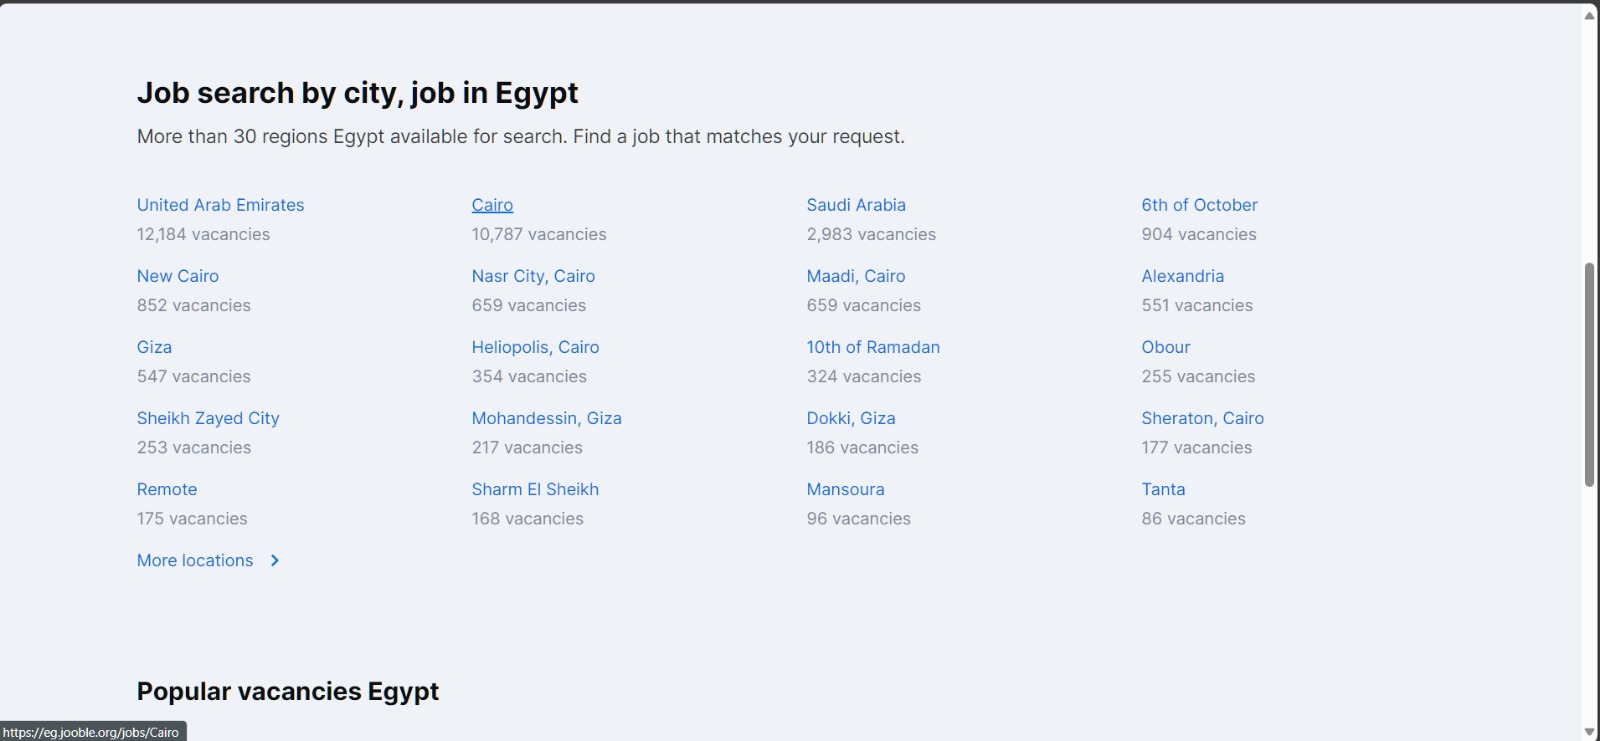 Job search by city, job in Egypt
More than 30 regions Egypt available for search. Find a job that matches your request.
United Arab Emirates
12,184 vacancies
Cairo
10,787 vacancies
Saudi Arabia
2,983 vacancies
6th of October
904 vacancies
New Cairo
852 vacancies
Nasr City, Cairo
659 vacancies
Maadi, Cairo
659 vacancies
Alexandria
551 vacancies
Giza
547 vacancies
Heliopolis, Cairo
354 vacancies
10th of Ramadan
324 vacancies
Obour
255 vacancies
Sheikh Zayed City
253 vacancies
Mohandessin, Giza
217 vacancies
Dokki, Giza
186 vacancies
Sheraton, Cairo
177 vacancies
Remote
175 vacancies
Sharm El Sheikh
168 vacancies
Mansoura
96 vacancies
Tanta
86 vacancies
More locations
Popular vacancies Egypt
https://eg.jooble.org/jobs/Cairo